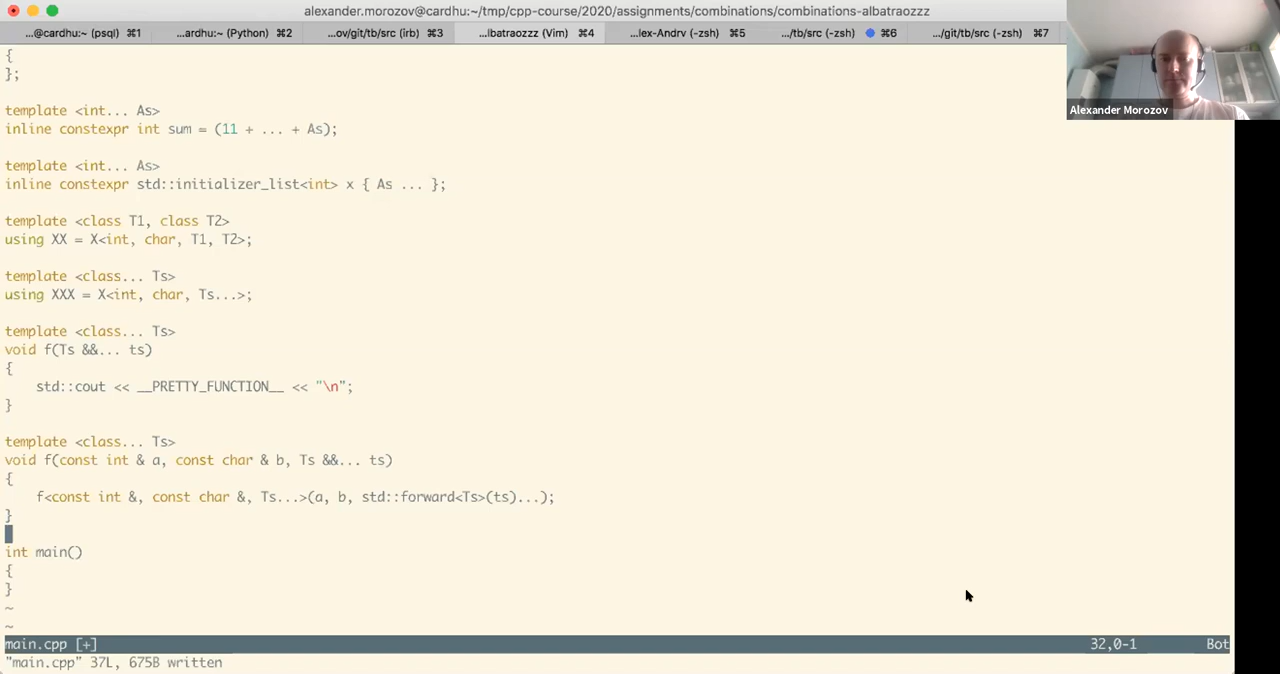 alexander.morozov@cardhu:~/tmp/cpp-course/2020/assignments/combinations/combinations-albatraozzz
...@cardhu:~ (psql) ⌘1 ...ardhu:~ (Python) ⌘2 ...ov/git/tb/src (irb) ⌘3 ...lbatraozzz (Vim) ⌘4 ...lex-Andrv (-zsh) ⌘5 .../tb/src (-zsh) ⌘6 .../git/tb/src (-zsh) ⌘7
Alexander Morozov
{
};
template <int... As>
inline constexpr int sum = (11 + ... + As);
template <int... As>
inline constexpr std::initializer_list<int> x { As ... };
template <class T1, class T2>
using XX = X<int, char, T1, T2>;
template <class... Ts>
using XXX = X<int, char, Ts...>;
template <class... Ts>
void f(Ts &&... ts)
{
    std::cout << __PRETTY_FUNCTION__ << "\n";
}
template <class... Ts>
void f(const int & a, const char & b, Ts &&... ts)
{
    f<const int &, const char &, Ts...>(a, b, std::forward<Ts>(ts)...);
}
int main()
{
}
~
~
main.cpp [+] 32,0-1 Bot
"main.cpp" 37L, 675B written